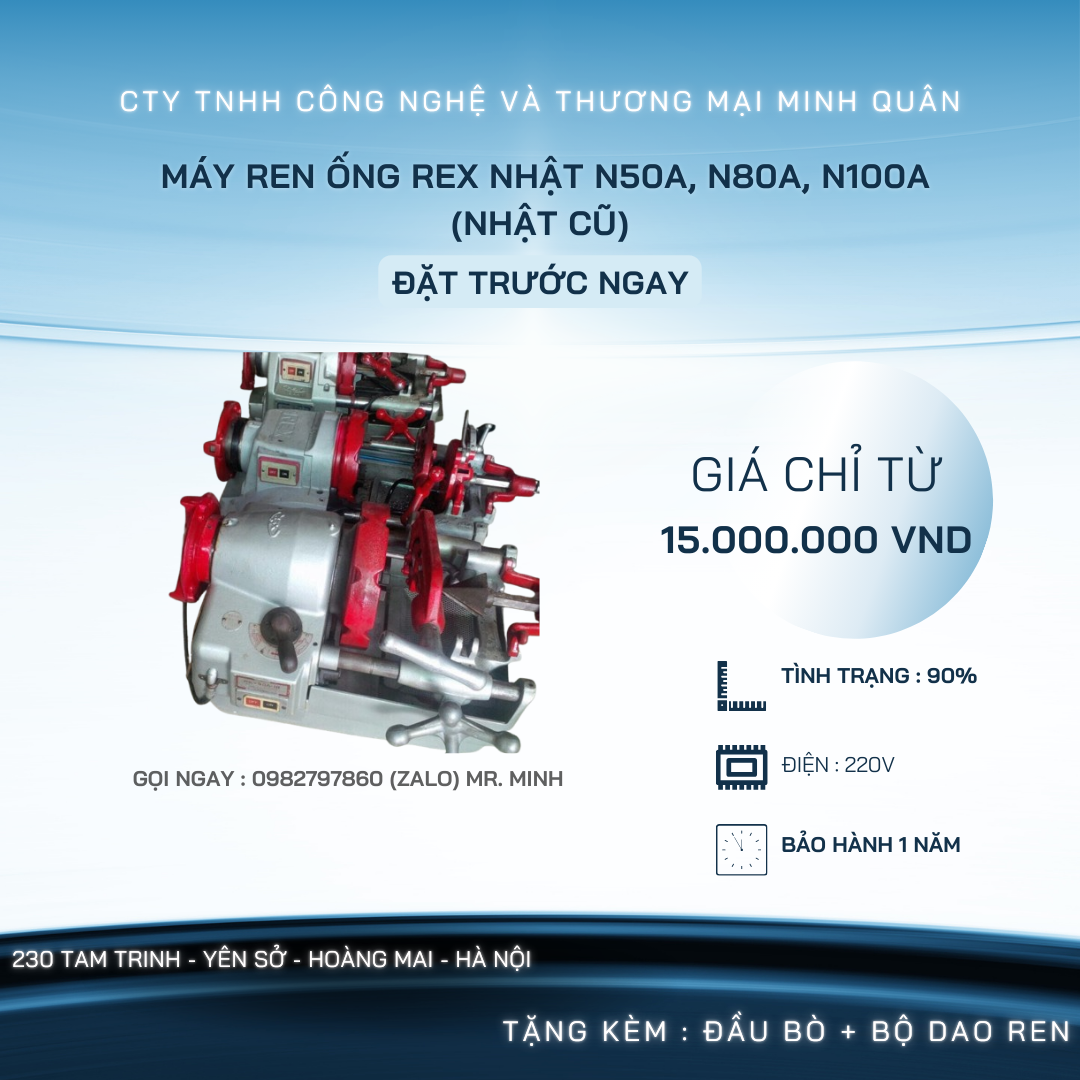 CTY TNHH CÔNG NGHỆ VÀ THƯƠNG MẠI MINH QUÂN
MÁY REN ỐNG REX NHẬT N50A, N80A, N100A
(NHẬT CŨ)
ĐẶT TRƯỚC NGAY
GIÁ CHỈ TỪ
15.000.000 VND
TÌNH TRẠNG : 90%
ĐIỆN : 220V
BẢO HÀNH 1 NĂM
GỌI NGAY : 0982797860 (ZALO) MR. MINH
230 TAM TRINH - YÊN SỞ - HOÀNG MAI - HÀ NỘI
TẶNG KÈM : ĐẦU BÒ + BỘ DAO REN